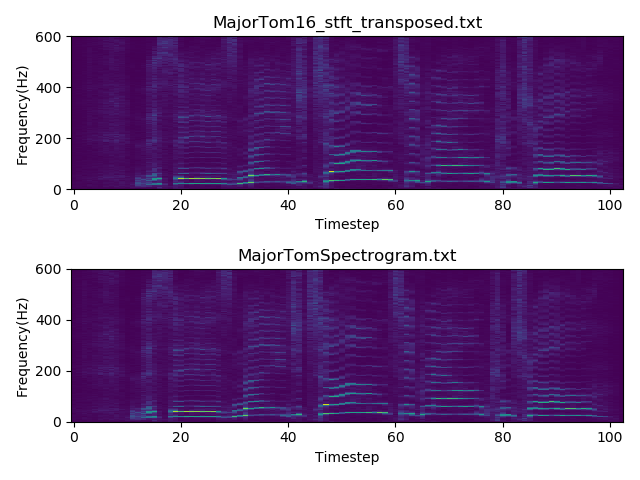 MajorTom16_stft_transposed.txt
600
400
200
0
Frequency(Hz)
0 20 40 60 80 100
Timestep
MajorTomSpectrogram.txt
600
400
200
0
Frequency(Hz)
0 20 40 60 80 100
Timestep